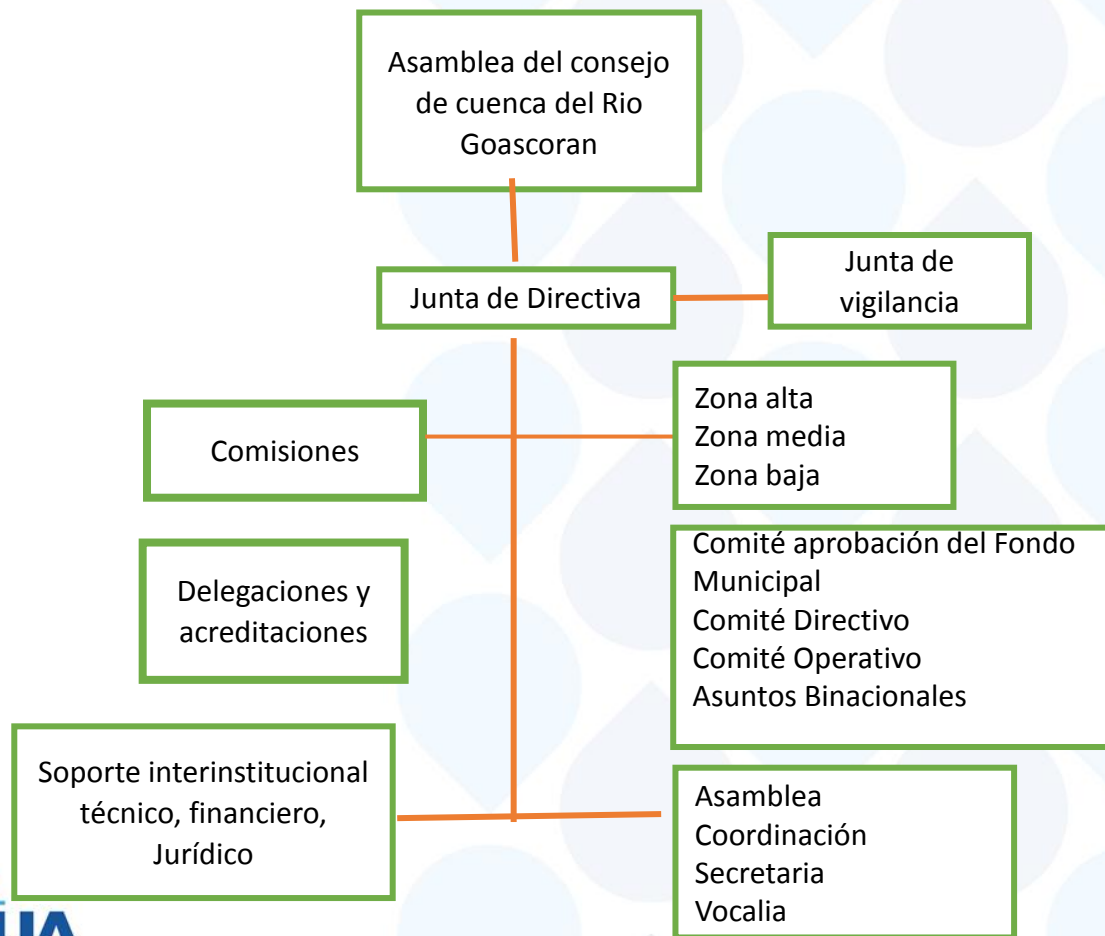 Asamblea del consejo
de cuenca del Rio
Goascoran
Junta de Directiva
Junta de
vigilancia
Comisiones
Zona alta
Zona media
Zona baja
Delegaciones y
acreditaciones
Comité aprobación del Fondo
Municipal
Comité Directivo
Comité Operativo
Asuntos Binacionales
Soporte interinstitucional
técnico, financiero,
Jurídico
Asamblea
Coordinación
Secretaria
Vocalia